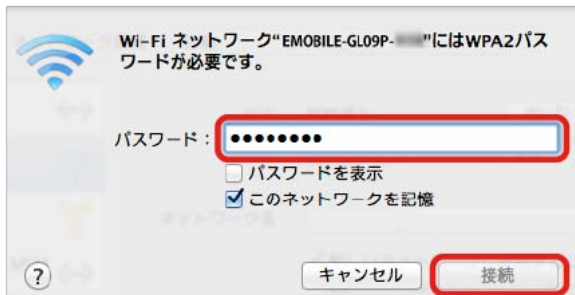 Wi-Fi ネットワーク“EMOBILE-GL09P- ”にはWPA2パス
ワードが必要です。
パスワード：••••••••
パスワードを表示
このネットワークを記憶
? キャンセル 接続